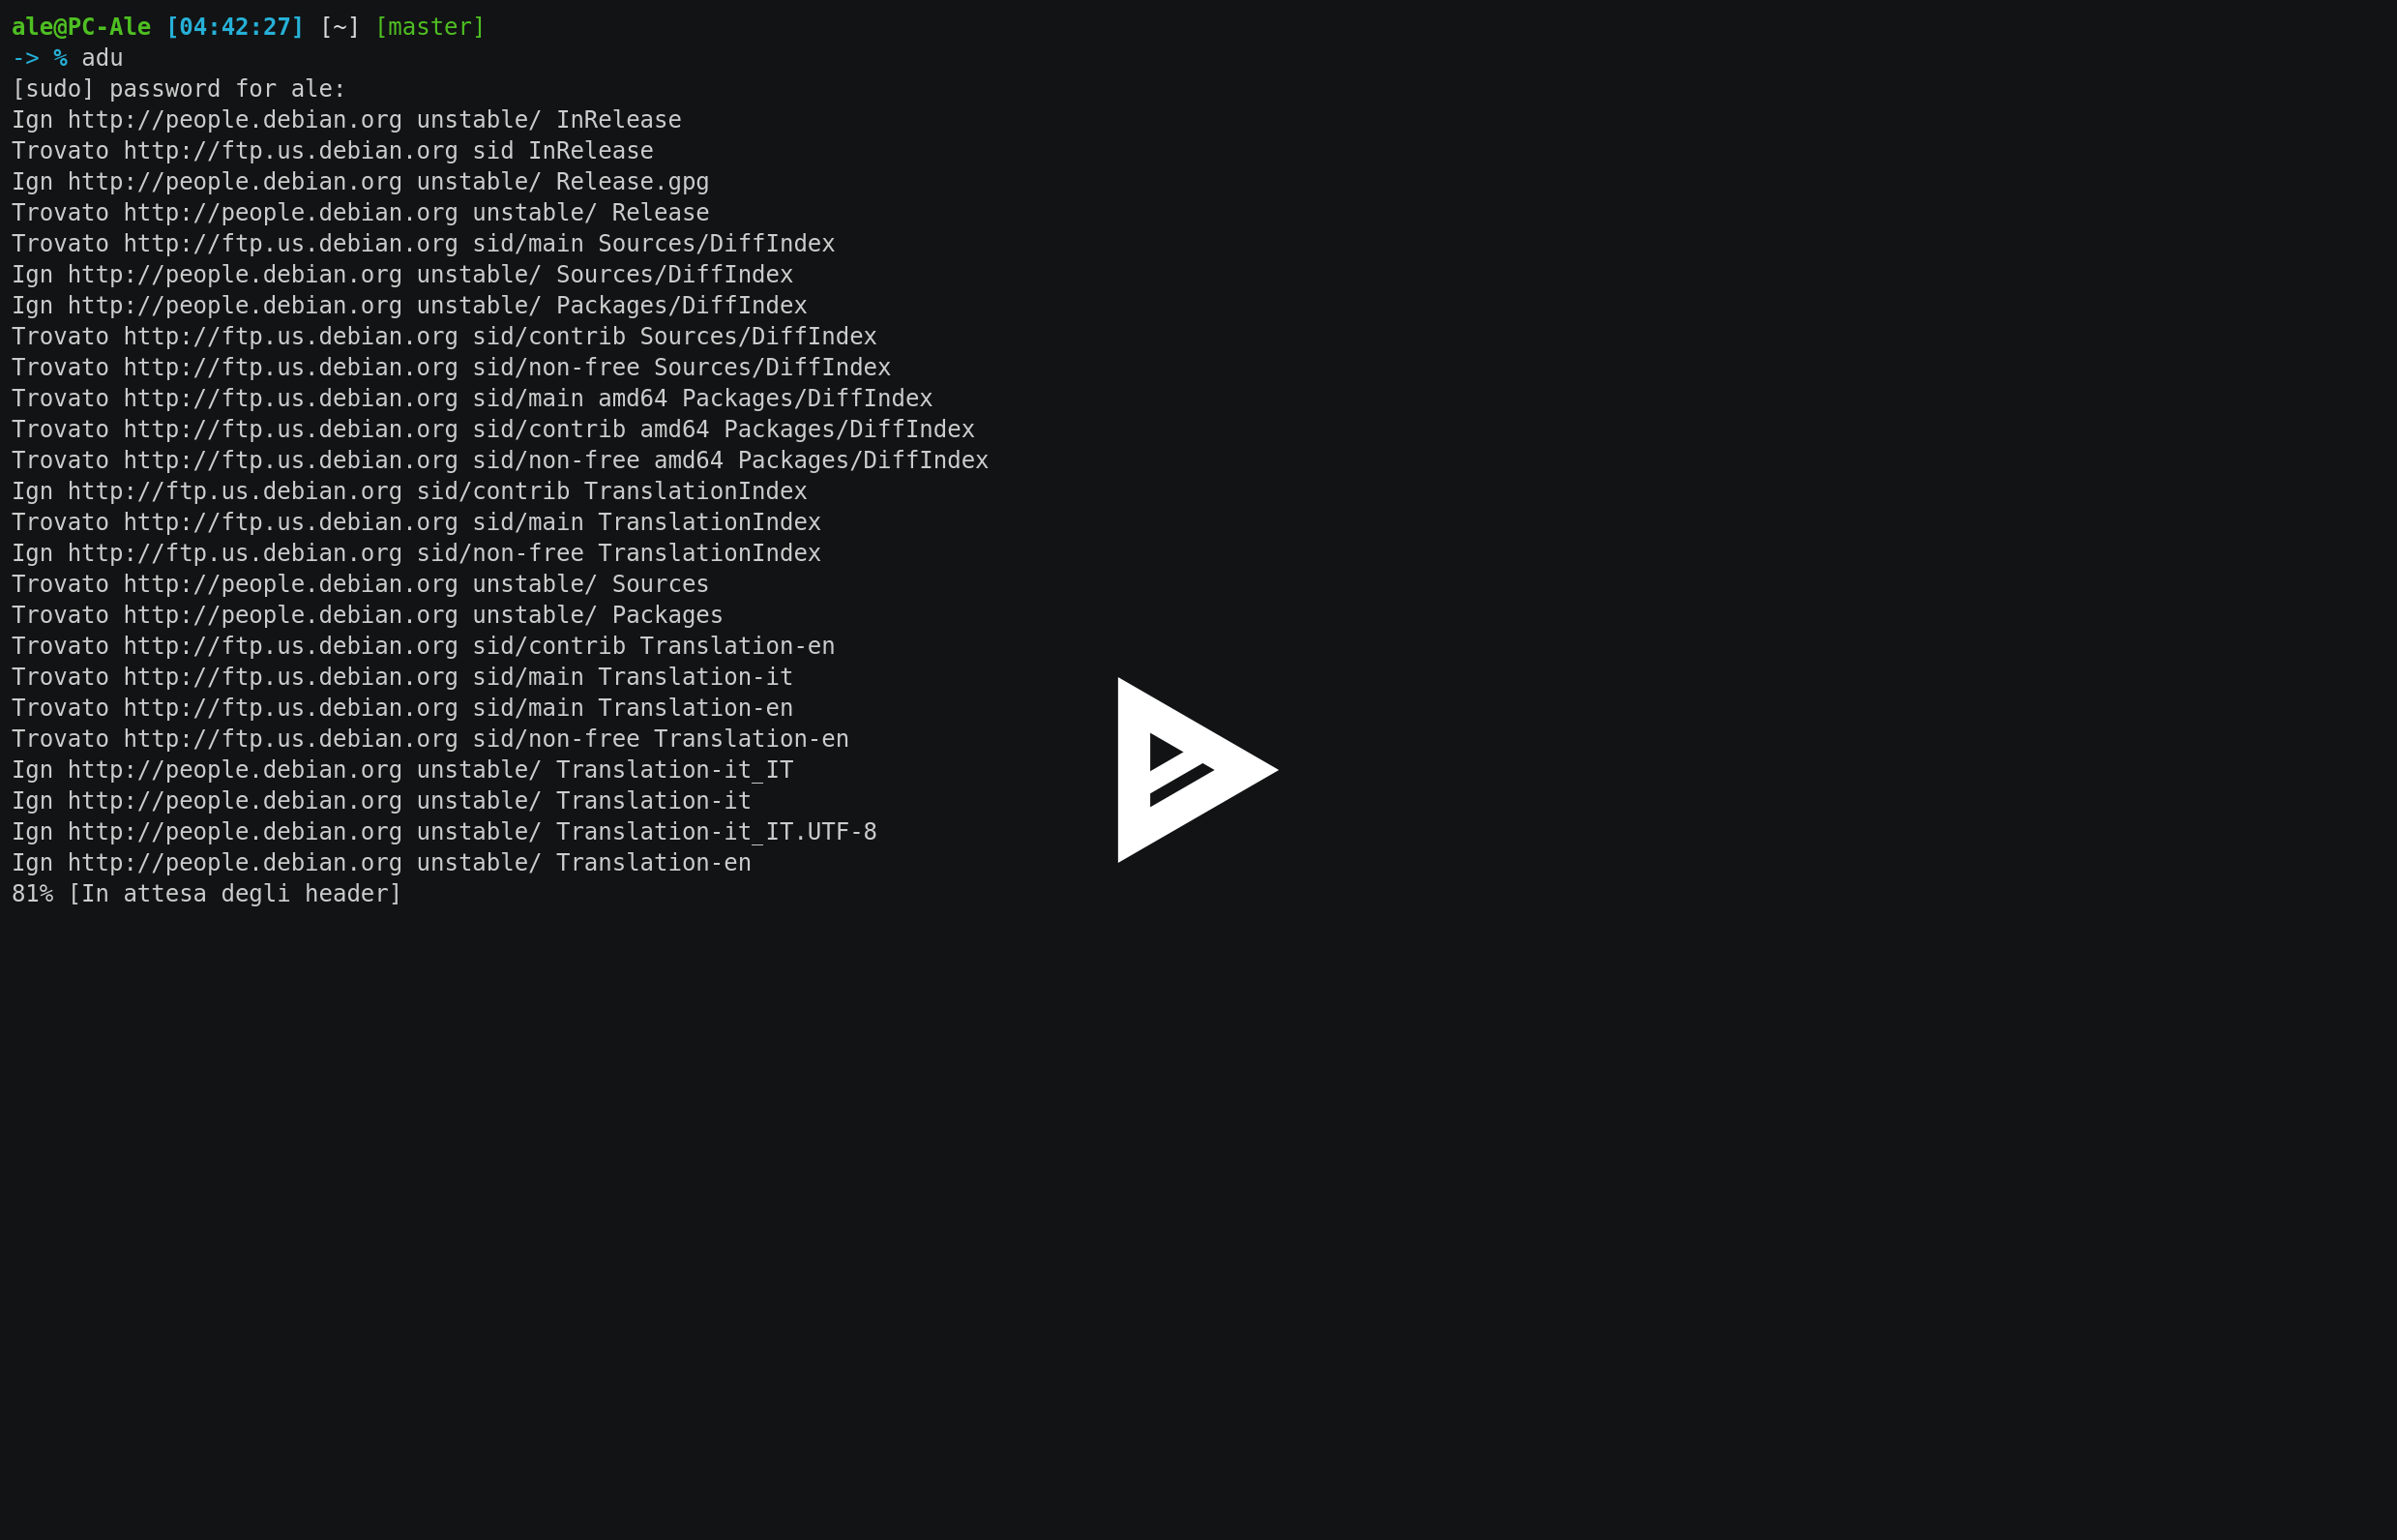 ale@PC-Ale [04:42:27] [~] [master]
-> % adu
[sudo] password for ale:
Ign http://people.debian.org unstable/ InRelease
Trovato http://ftp.us.debian.org sid InRelease
Ign http://people.debian.org unstable/ Release.gpg
Trovato http://people.debian.org unstable/ Release
Trovato http://ftp.us.debian.org sid/main Sources/DiffIndex
Ign http://people.debian.org unstable/ Sources/DiffIndex
Ign http://people.debian.org unstable/ Packages/DiffIndex
Trovato http://ftp.us.debian.org sid/contrib Sources/DiffIndex
Trovato http://ftp.us.debian.org sid/non-free Sources/DiffIndex
Trovato http://ftp.us.debian.org sid/main amd64 Packages/DiffIndex
Trovato http://ftp.us.debian.org sid/contrib amd64 Packages/DiffIndex
Trovato http://ftp.us.debian.org sid/non-free amd64 Packages/DiffIndex
Ign http://ftp.us.debian.org sid/contrib TranslationIndex
Trovato http://ftp.us.debian.org sid/main TranslationIndex
Ign http://ftp.us.debian.org sid/non-free TranslationIndex
Trovato http://people.debian.org unstable/ Sources
Trovato http://people.debian.org unstable/ Packages
Trovato http://ftp.us.debian.org sid/contrib Translation-en
Trovato http://ftp.us.debian.org sid/main Translation-it
Trovato http://ftp.us.debian.org sid/main Translation-en
Trovato http://ftp.us.debian.org sid/non-free Translation-en
Ign http://people.debian.org unstable/ Translation-it_IT
Ign http://people.debian.org unstable/ Translation-it
Ign http://people.debian.org unstable/ Translation-it_IT.UTF-8
Ign http://people.debian.org unstable/ Translation-en
81% [In attesa degli header]